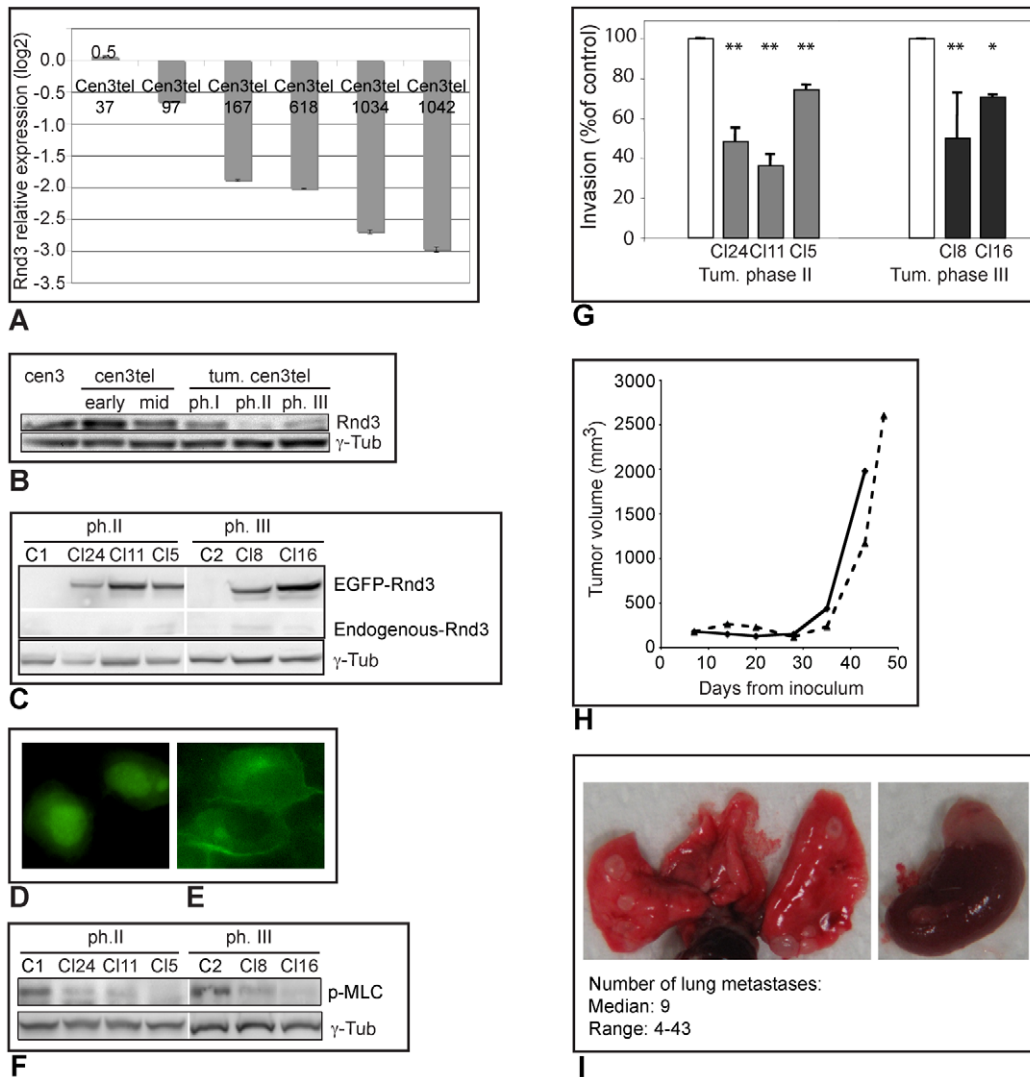 Rnd3 relative expression (log2)
0.0
-0.5
-1.0
-1.5
-2.0
-2.5
-3.0
-3.5
0.5
Cen3tel Cen3tel Cen3tel Cen3tel Cen3tel Cen3tel
37 97 167 618 1034 1042
A
cen3 cen3tel tum. cen3tel
early mid ph.I ph.II ph. III
Rnd3
γ-Tub
B
ph.II ph. III
C1 Cl24 Cl11 Cl5 C2 Cl8 Cl16
EGFP-Rnd3
Endogenous-Rnd3
γ-Tub
C
D E
ph.II ph. III
C1 Cl24 Cl11 Cl5 C2 Cl8 Cl16
p-MLC
γ-Tub
F
Invasion (%of control)
100
80
60
40
20
0
** ** ** ** *
Cl24 Cl11 Cl5 Cl8 Cl16
Tum. phase II Tum. phase III
G
Tumor volume (mm³)
3000
2500
2000
1500
1000
500
0
0 10 20 30 40 50
Days from inoculum
H
Number of lung metastases:
Median: 9
Range: 4-43
I